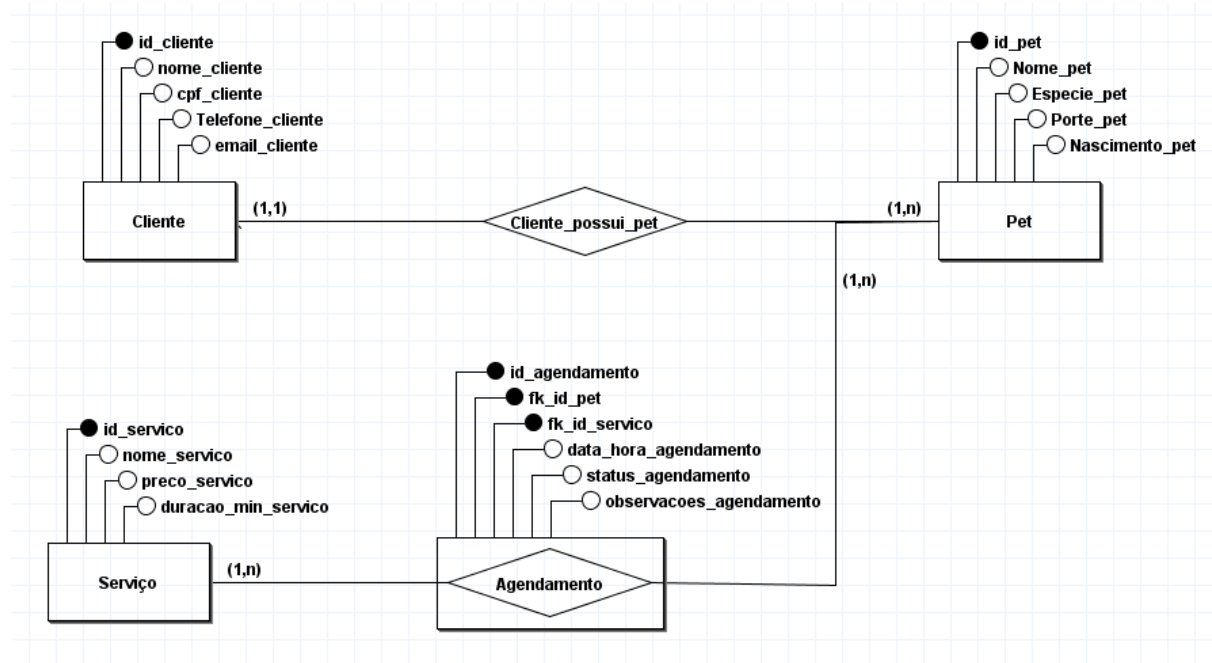 id_cliente
nome_cliente
cpf_cliente
Telefone_cliente
email_cliente
Cliente
(1,1)
Cliente_possui_pet
(1,n)
id_pet
Nome_pet
Especie_pet
Porte_pet
Nascimento_pet
Pet
(1,n)
id_servico
nome_servico
preco_servico
duracao_min_servico
Serviço
(1,n)
id_agendamento
fk_id_pet
fk_id_servico
data_hora_agendamento
status_agendamento
observacoes_agendamento
Agendamento